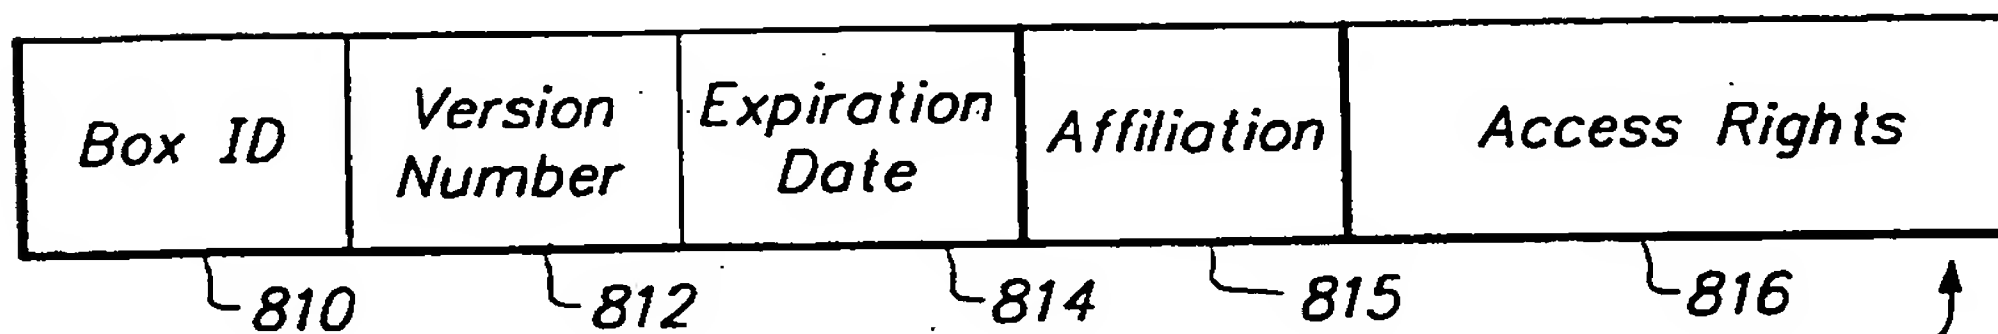 Box ID
Version
Number
Expiration
Date
Affiliation
Access Rights
810
812
814
815
816